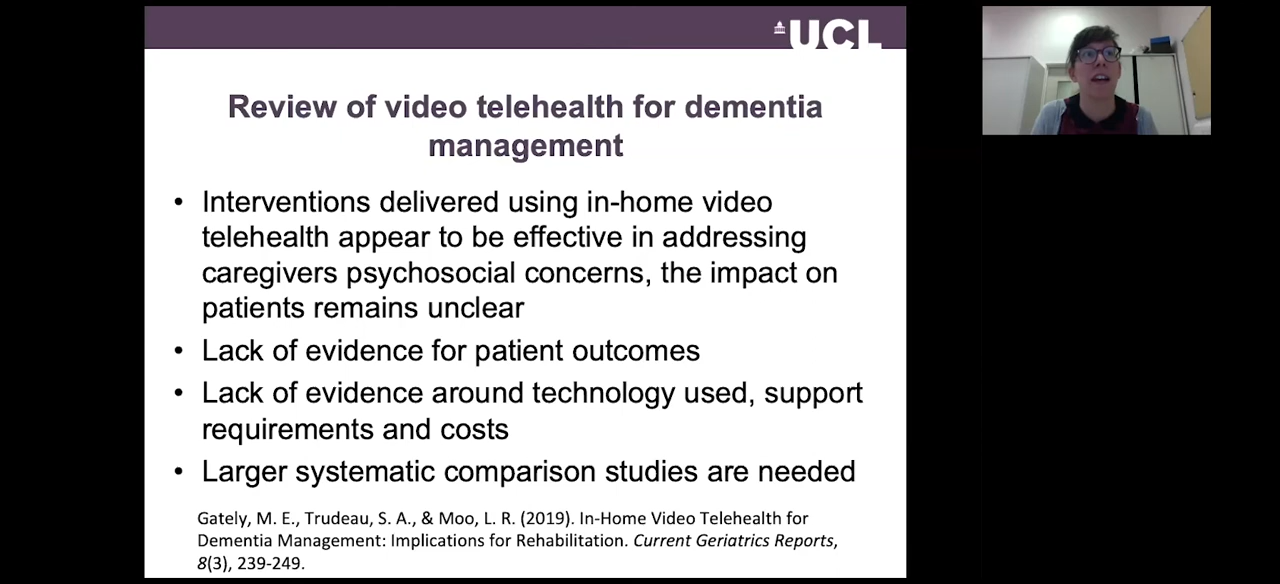 UCL
Review of video telehealth for dementia
management
• Interventions delivered using in-home video
telehealth appear to be effective in addressing
caregivers psychosocial concerns, the impact on
patients remains unclear
• Lack of evidence for patient outcomes
• Lack of evidence around technology used, support
requirements and costs
• Larger systematic comparison studies are needed
Gately, M. E., Trudeau, S. A., & Moo, L. R. (2019). In-Home Video Telehealth for
Dementia Management: Implications for Rehabilitation. Current Geriatrics Reports,
8(3), 239-249.